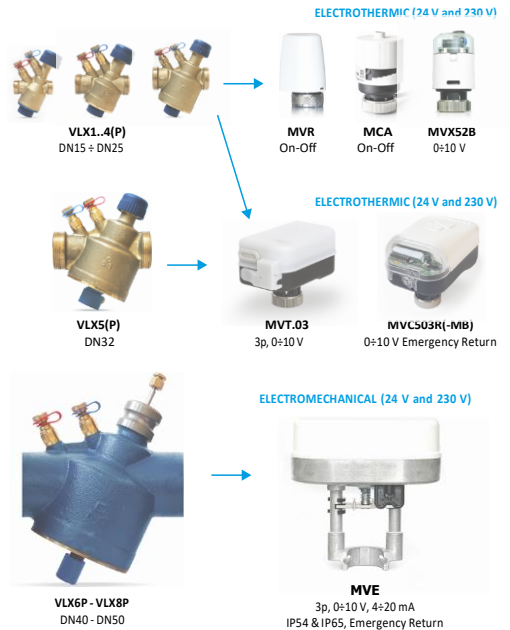 ELECTROTHERMIC (24 V and 230 V)
VLX1..4(P)
DN15 ÷ DN25
MVR
On-Off
MCA
On-Off
MVX52B
0÷10 V
ELECTROTHERMIC (24 V and 230 V)
VLX5(P)
DN32
MVT.03
3p, 0÷10 V
MVC503R(-MB)
0÷10 V Emergency Return
ELECTROMECHANICAL (24 V and 230 V)
VLX6P - VLX8P
DN40 - DN50
MVE
3p, 0÷10 V, 4÷20 mA
IP54 & IP65, Emergency Return